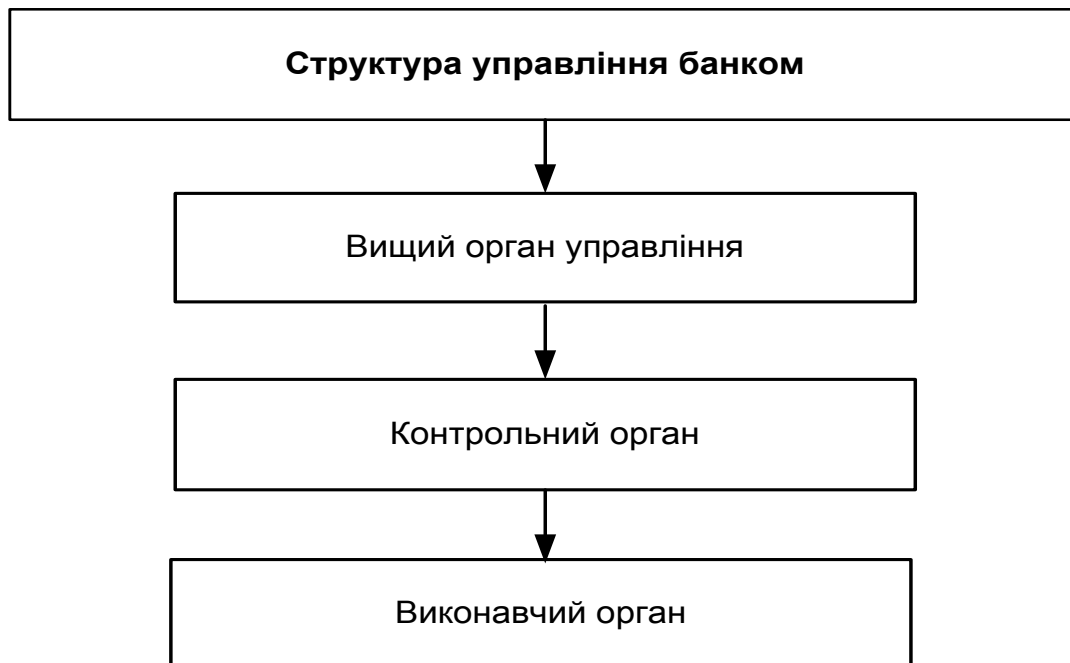 Структура управління банком
Вищий орган управління
Контрольний орган
Виконавчий орган